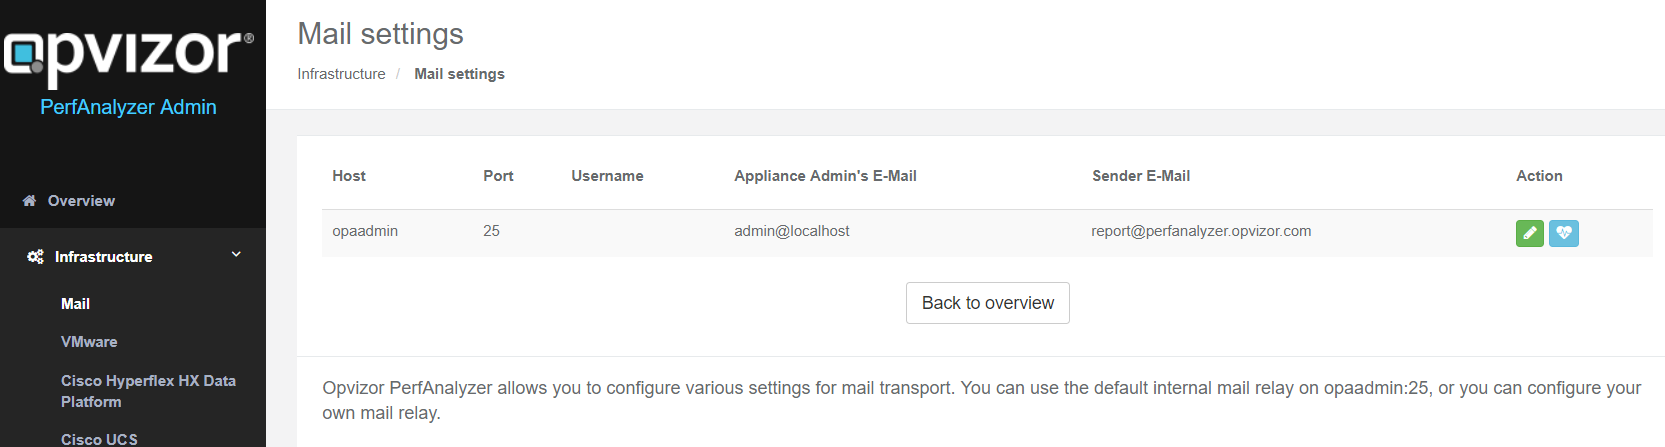 opvizor®
PerfAnalyzer Admin
Overview
Infrastructure
Mail
VMware
Cisco Hyperflex HX Data
Platform
Cisco UCS
Mail settings
Infrastructure / Mail settings
Host Port Username Appliance Admin's E-Mail Sender E-Mail Action
opaadmin 25 admin@localhost report@perfanalyzer.opvizor.com
Back to overview
Opvizor PerfAnalyzer allows you to configure various settings for mail transport. You can use the default internal mail relay on opaadmin:25, or you can configure your
own mail relay.